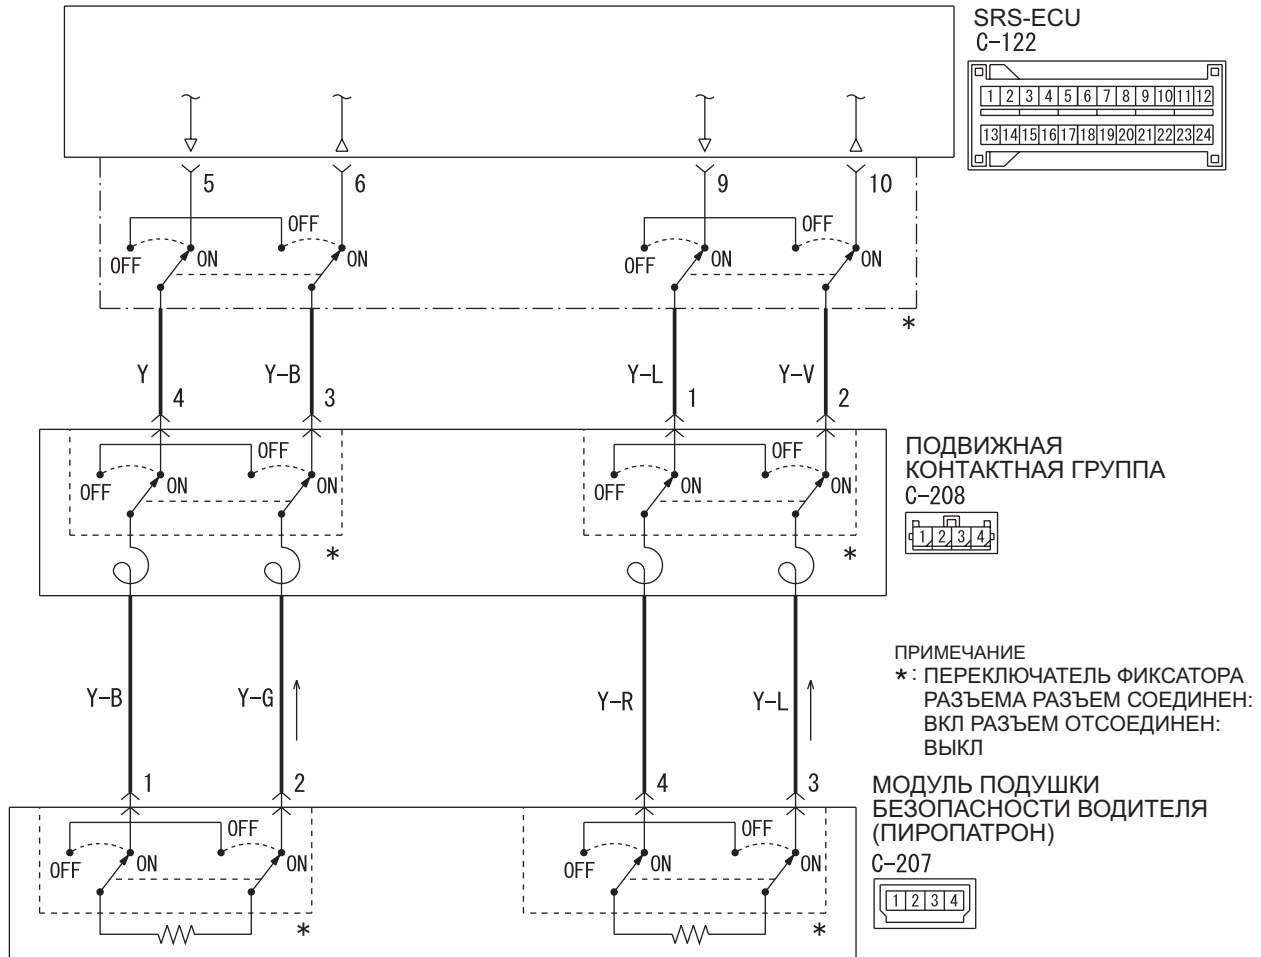 SRS-ECU
C-122
1 2 3 4 5 6 7 8 9 10 11 12
13 14 15 16 17 18 19 20 21 22 23 24
5 6 9 10
OFF OFF
OFF ON ON OFF ON ON
*
Y Y-B Y-L Y-V
4 3 1 2
ПОДВИЖНАЯ
КОНТАКТНАЯ ГРУППА
C-208
1 2 3 4
OFF OFF
OFF ON ON OFF ON ON
* *
ПРИМЕЧАНИЕ
*: ПЕРЕКЛЮЧАТЕЛЬ ФИКСАТОРА
РАЗЪЕМА РАЗЪЕМ СОЕДИНЕН:
ВКЛ РАЗЪЕМ ОТСОЕДИНЕН:
ВЫКЛ
Y-B Y-G Y-R Y-L
1 2 4 3
МОДУЛЬ ПОДУШКИ
БЕЗОПАСНОСТИ ВОДИТЕЛЯ
(ПИРОПАТРОН)
C-207
1 2 3 4
OFF OFF
OFF ON ON OFF ON ON
* *